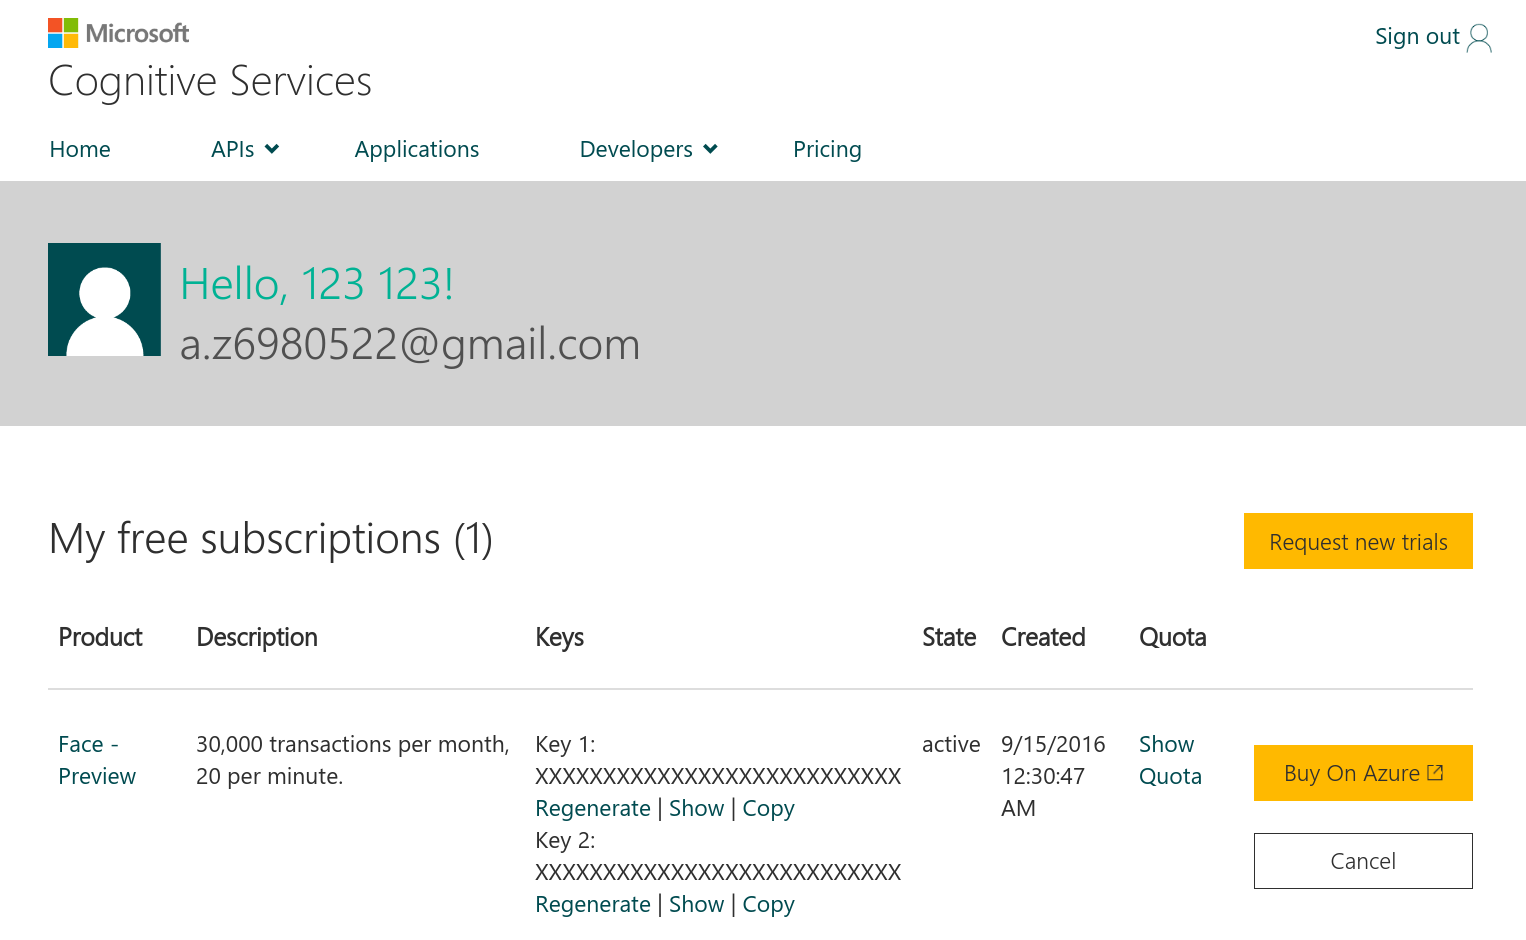 Microsoft
Sign out
Cognitive Services
Home APIs Applications Developers Pricing
Hello, 123 123!
a.z6980522@gmail.com
My free subscriptions (1)
Request new trials
Product Description Keys State Created Quota
Face - 30,000 transactions per month, Key 1: active 9/15/2016 Show
Preview 20 per minute. XXXXXXXXXXXXXXXXXXXXXXXXXXX 12:30:47 Quota Buy On Azure
Regenerate | Show | Copy AM
Key 2:
XXXXXXXXXXXXXXXXXXXXXXXXXXX Cancel
Regenerate | Show | Copy